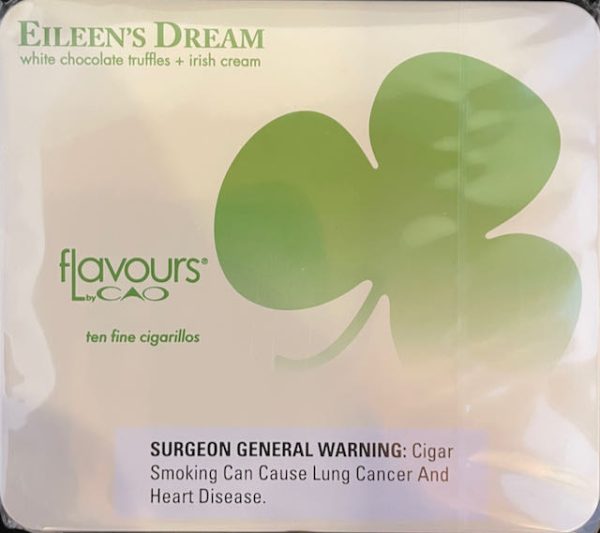 EILEEN'S DREAM
white chocolate truffles + irish cream
flavours®
by CAO
ten fine cigarillos
SURGEON GENERAL WARNING: Cigar
Smoking Can Cause Lung Cancer And
Heart Disease.